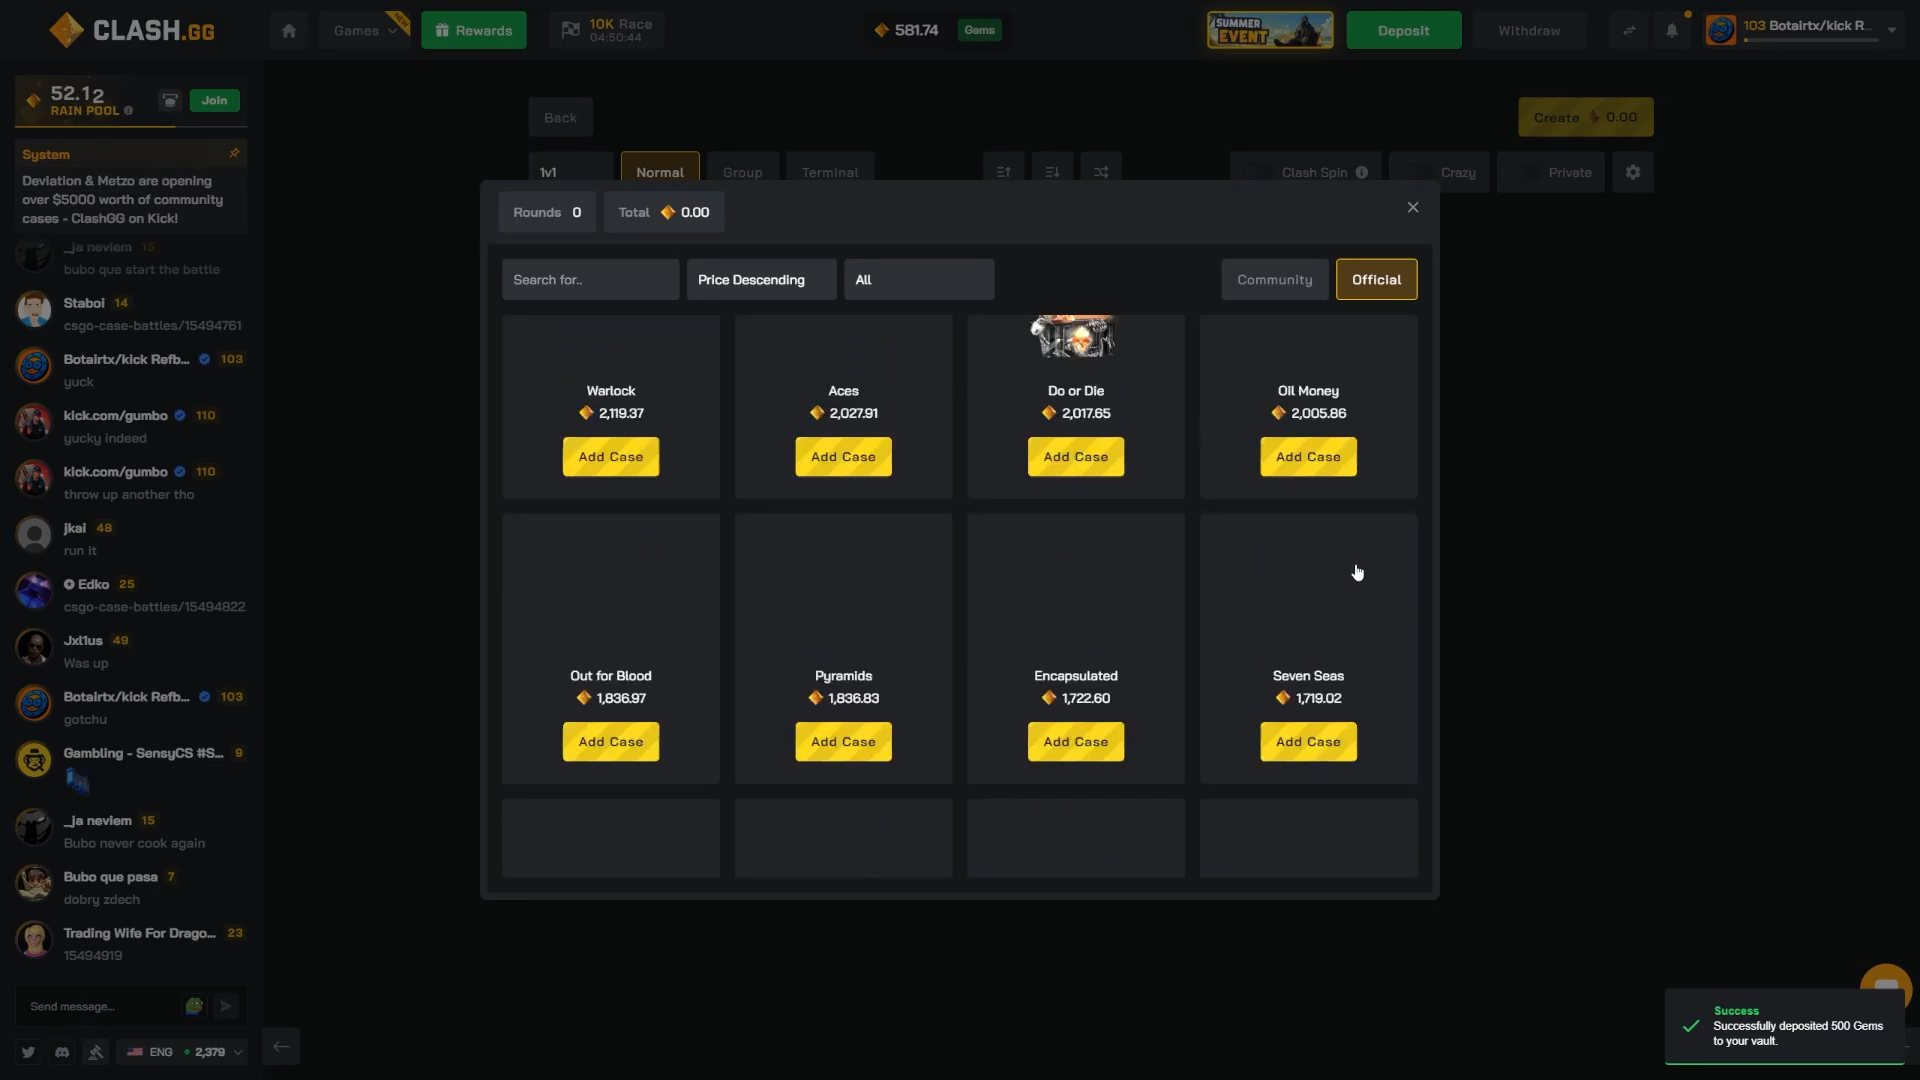 CLASH.GG
Games
NEW
Rewards
10K Race
04:50:44
581.74
Gems
SUMMER
EVENT
Deposit
Withdraw
103 Botairtx/kick R...
52.12
RAIN POOL
Join
System
Deviation & Metzo are opening
over $5000 worth of community
cases - ClashGG on Kick!
_ja neviem 15
bubo que start the battle
Staboi 14
csgo-case-battles/15494761
Botairtx/kick Refb... 103
yuck
kick.com/gumbo 110
yucky indeed
kick.com/gumbo 110
throw up another tho
jkai 48
run it
Edko 25
csgo-case-battles/15494822
Jxl1us 49
Was up
Botairtx/kick Refb... 103
gotchu
Gambling - SensyCS #S... 9
_ja neviem 15
Bubo never cook again
Bubo que pasa 7
dobry zdech
Trading Wife For Drago... 23
15494919
Send message...
ENG 2,379
Back
Create 0.00
1v1
Normal
Group
Terminal
Clash Spin
Crazy
Private
Rounds 0
Total 0.00
Search for..
Price Descending
All
Community
Official
Warlock
2,119.37
Add Case
Aces
2,027.91
Add Case
Do or Die
2,017.65
Add Case
Oil Money
2,005.86
Add Case
Out for Blood
1,836.97
Add Case
Pyramids
1,836.83
Add Case
Encapsulated
1,722.60
Add Case
Seven Seas
1,719.02
Add Case
Success
Successfully deposited 500 Gems
to your vault.